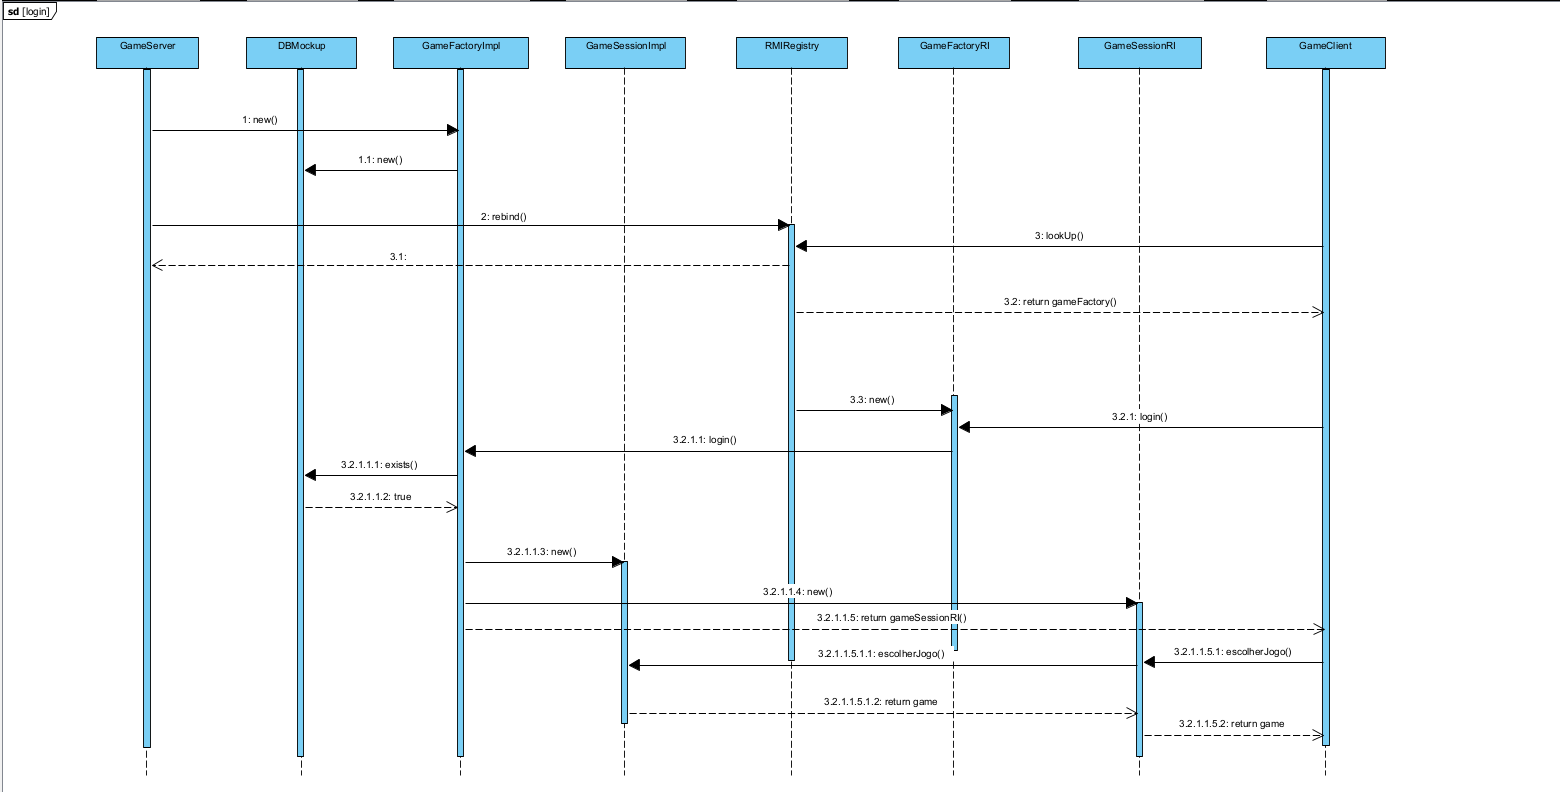 sd [login]
GameServer
DBMockup
GameFactoryImpl
GameSessionImpl
RMIRegistry
GameFactoryRI
GameSessionRI
GameClient
1: new()
1.1: new()
2: rebind()
3: lookUp()
3.1:
3.2: return gameFactory()
3.3: new()
3.2.1: login()
3.2.1.1: login()
3.2.1.1.1: exists()
3.2.1.1.2: true
3.2.1.1.3: new()
3.2.1.1.4: new()
3.2.1.1.5: return gameSessionRI()
3.2.1.1.5.1.1: escolherJogo()
3.2.1.1.5.1: escolherJogo()
3.2.1.1.5.1.2: return game
3.2.1.1.5.2: return game